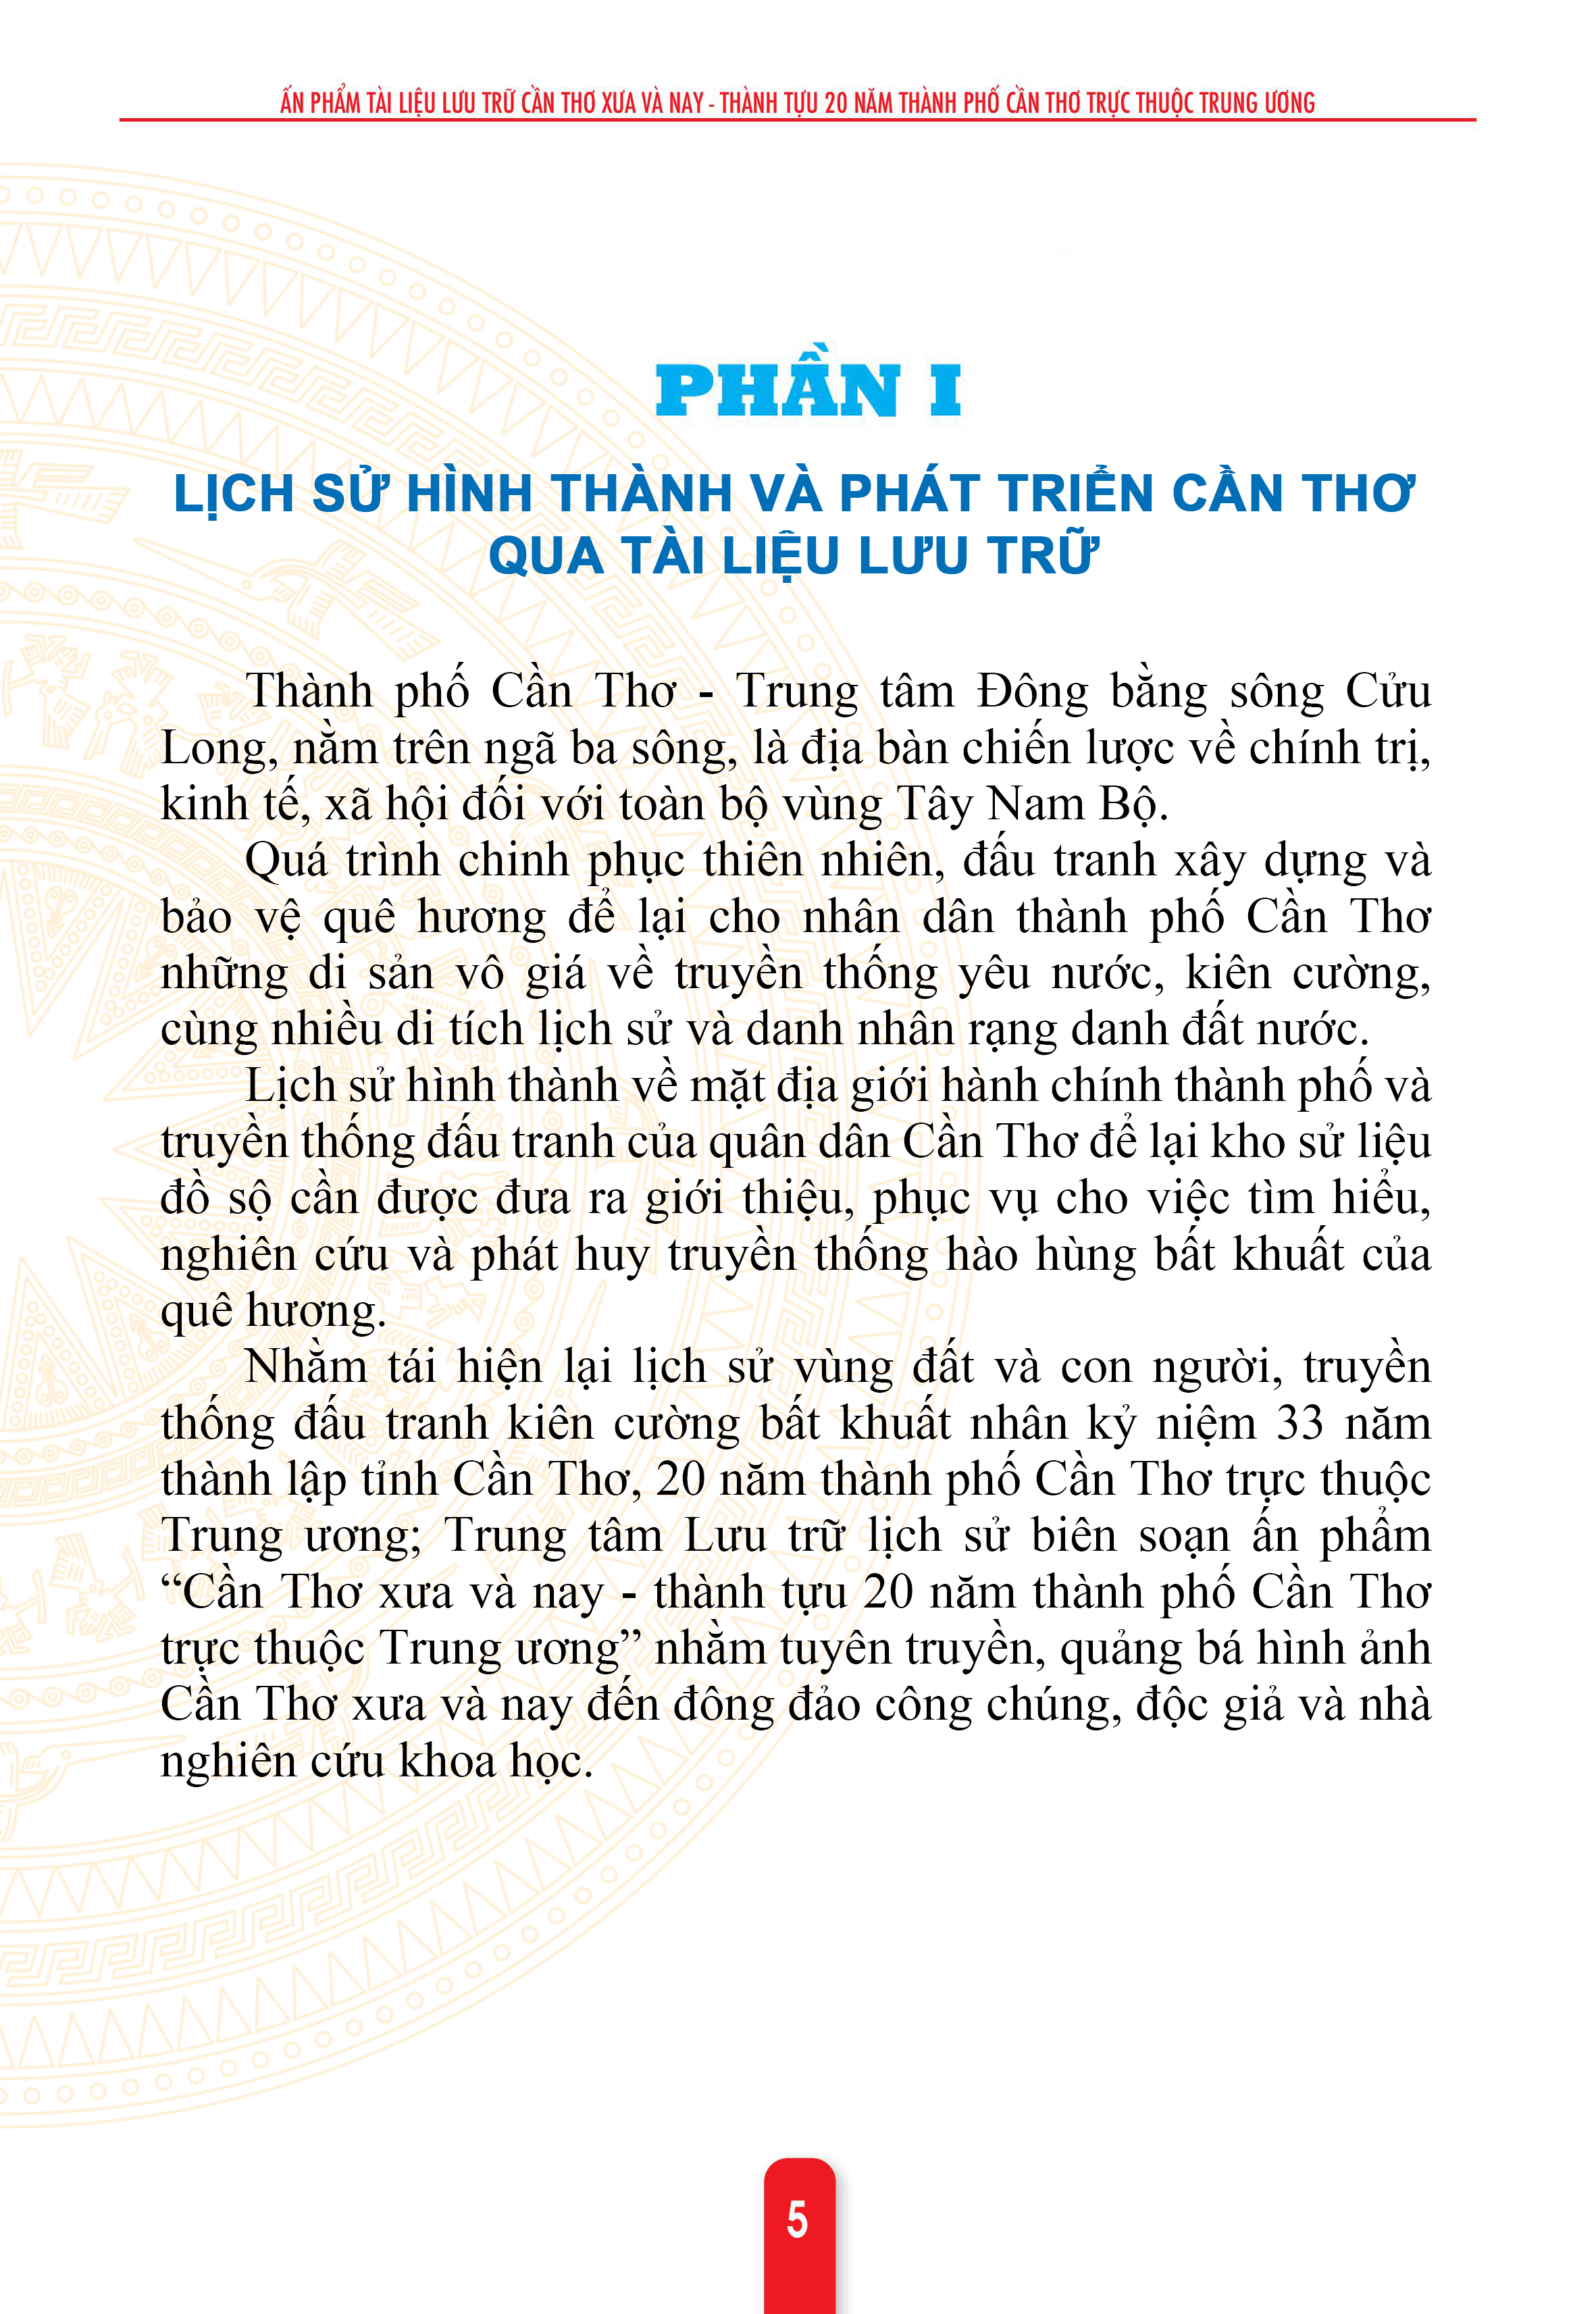 ẤN PHẨM TÀI LIỆU LƯU TRỮ CẦN THƠ XƯA VÀ NAY - THÀNH TỰU 20 NĂM THÀNH PHỐ CẦN THƠ TRỰC THUỘC TRUNG ƯƠNG
PHẦN I
LỊCH SỬ HÌNH THÀNH VÀ PHÁT TRIỂN CẦN THƠ
QUA TÀI LIỆU LƯU TRỮ
Thành phố Cần Thơ - Trung tâm Đông bằng sông Cửu
Long, nằm trên ngã ba sông, là địa bàn chiến lược về chính trị,
kinh tế, xã hội đối với toàn bộ vùng Tây Nam Bộ.
Quá trình chinh phục thiên nhiên, đấu tranh xây dựng và
bảo vệ quê hương để lại cho nhân dân thành phố Cần Thơ
những di sản vô giá về truyền thống yêu nước, kiên cường,
cùng nhiều di tích lịch sử và danh nhân rạng danh đất nước.
Lịch sử hình thành về mặt địa giới hành chính thành phố và
truyền thống đấu tranh của quân dân Cần Thơ để lại kho sử liệu
đồ sộ cần được đưa ra giới thiệu, phục vụ cho việc tìm hiểu,
nghiên cứu và phát huy truyền thống hào hùng bất khuất của
quê hương.
Nhằm tái hiện lại lịch sử vùng đất và con người, truyền
thống đấu tranh kiên cường bất khuất nhân kỷ niệm 33 năm
thành lập tỉnh Cần Thơ, 20 năm thành phố Cần Thơ trực thuộc
Trung ương; Trung tâm Lưu trữ lịch sử biên soạn ấn phẩm
“Cần Thơ xưa và nay - thành tựu 20 năm thành phố Cần Thơ
trực thuộc Trung ương” nhằm tuyên truyền, quảng bá hình ảnh
Cần Thơ xưa và nay đến đông đảo công chúng, độc giả và nhà
nghiên cứu khoa học.
5